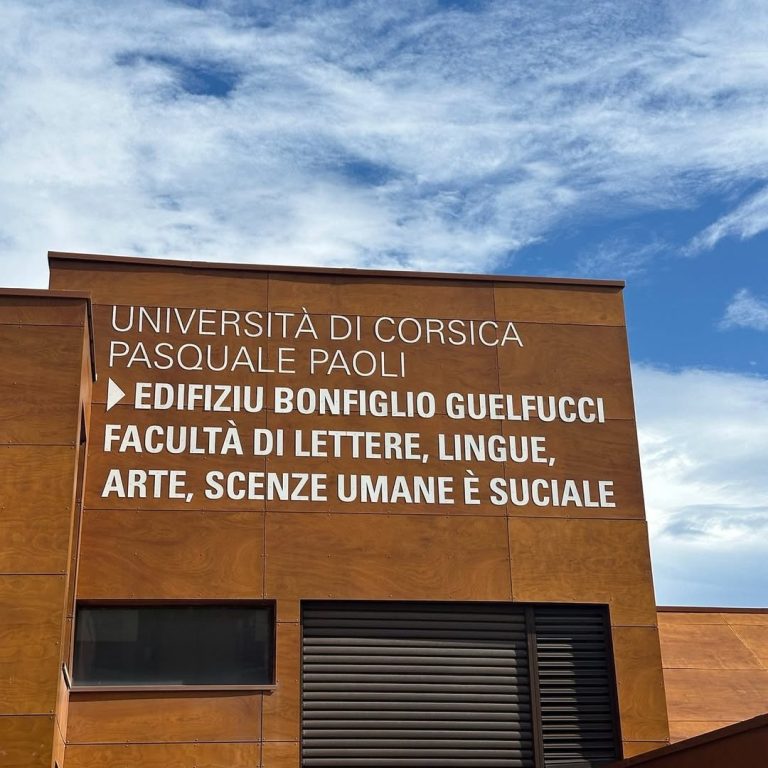 UNIVERSITÀ DI CORSICA
PASQUALE PAOLI
EDIFIZIU BONFIGLIO GUELFUCCI
FACULTÀ DI LETTERE, LINGUE,
ARTE, SCENZE UMANE È SUCIALE